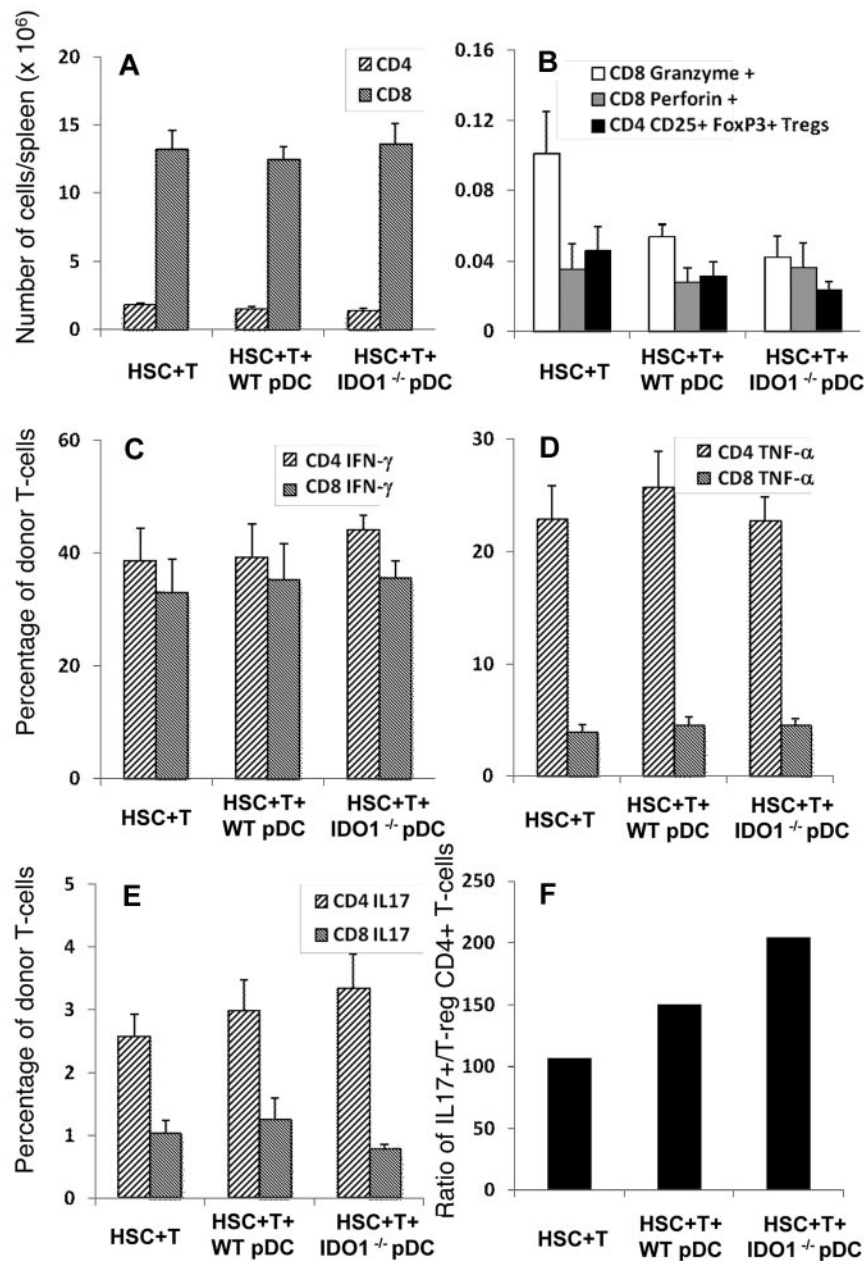 A
Number of cells/spleen (x 10⁶)
20
15
10
5
0
CD4
CD8
HSC+T
HSC+T+
WT pDC
HSC+T+
IDO1 -/- pDC
B
0.16
0.12
0.08
0.04
0
CD8 Granzyme +
CD8 Perforin +
CD4 CD25+ FoxP3+ Tregs
HSC+T
HSC+T+
WT pDC
HSC+T+
IDO1 -/- pDC
C
Percentage of donor T-cells
60
40
20
0
CD4 IFN-γ
CD8 IFN-γ
HSC+T
HSC+T+
WT pDC
HSC+T+
IDO1 -/- pDC
D
30
20
10
0
CD4 TNF-α
CD8 TNF-α
HSC+T
HSC+T+
WT pDC
HSC+T+
IDO1 -/- pDC
E
Percentage of donor T-cells
5
4
3
2
1
0
CD4 IL17
CD8 IL17
HSC+T
HSC+T+
WT pDC
HSC+T+
IDO1 -/- pDC
F
Ratio of IL17+/T-reg CD4+ T-cells
250
200
150
100
50
0
HSC+T
HSC+T+
WT pDC
HSC+T+
IDO1 -/- pDC